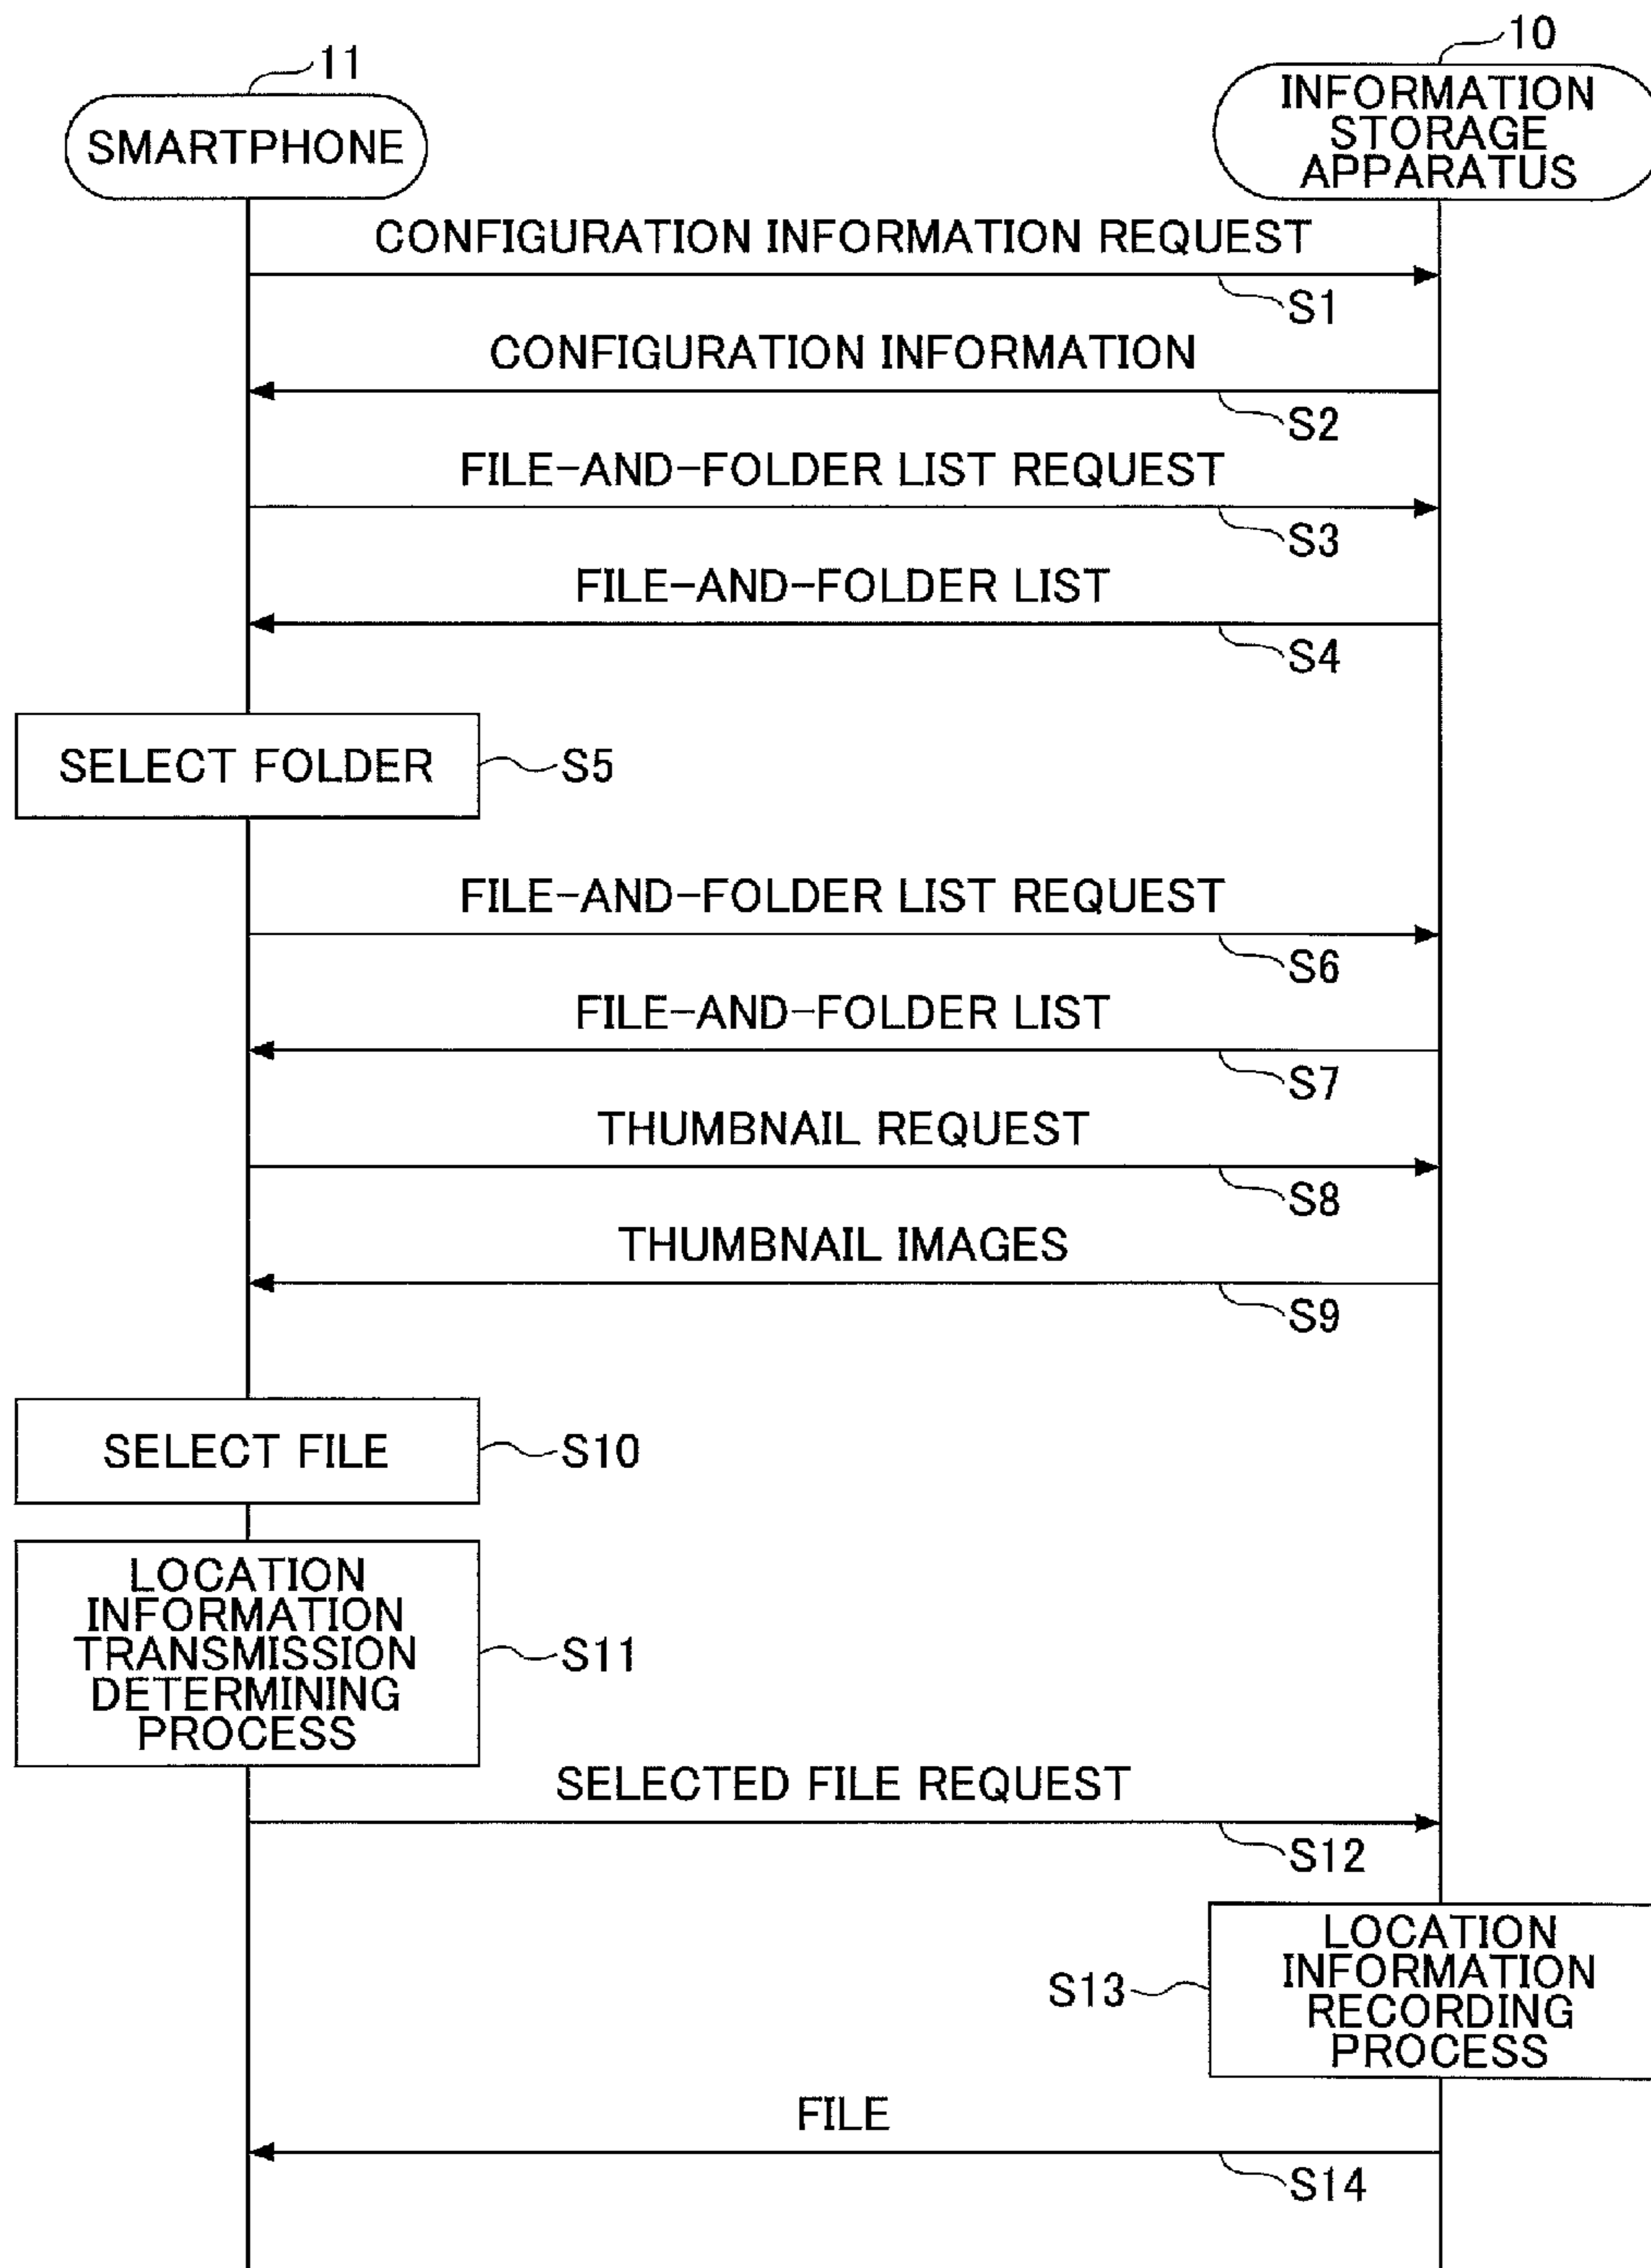 11
10
SMARTPHONE
INFORMATION
STORAGE
APPARATUS
CONFIGURATION INFORMATION REQUEST
S1
CONFIGURATION INFORMATION
S2
FILE-AND-FOLDER LIST REQUEST
S3
FILE-AND-FOLDER LIST
S4
SELECT FOLDER
S5
FILE-AND-FOLDER LIST REQUEST
S6
FILE-AND-FOLDER LIST
S7
THUMBNAIL REQUEST
S8
THUMBNAIL IMAGES
S9
SELECT FILE
S10
LOCATION
INFORMATION
TRANSMISSION
DETERMINING
PROCESS
S11
SELECTED FILE REQUEST
S12
LOCATION
INFORMATION
RECORDING
PROCESS
S13
FILE
S14